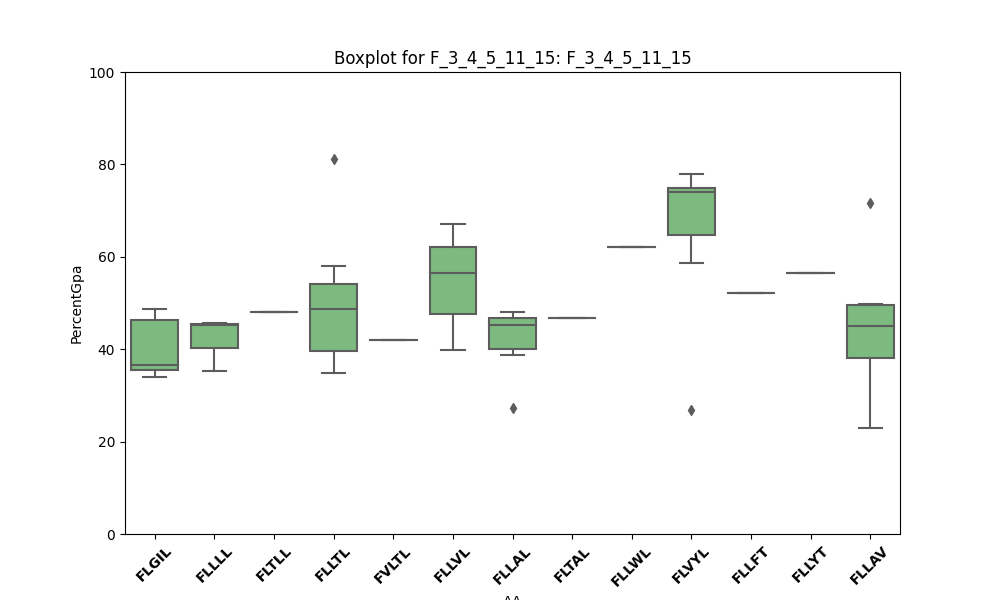 Boxplot for F_3_4_5_11_15: F_3_4_5_11_15
100
80
60
40
20
0
PercentGpa
FLGIL
FLLLL
FLTLL
FLLTL
FVLTL
FLLVL
FLLAL
FLTAL
FLLWL
FLVYL
FLLFT
FLLYT
FLLAV
AA